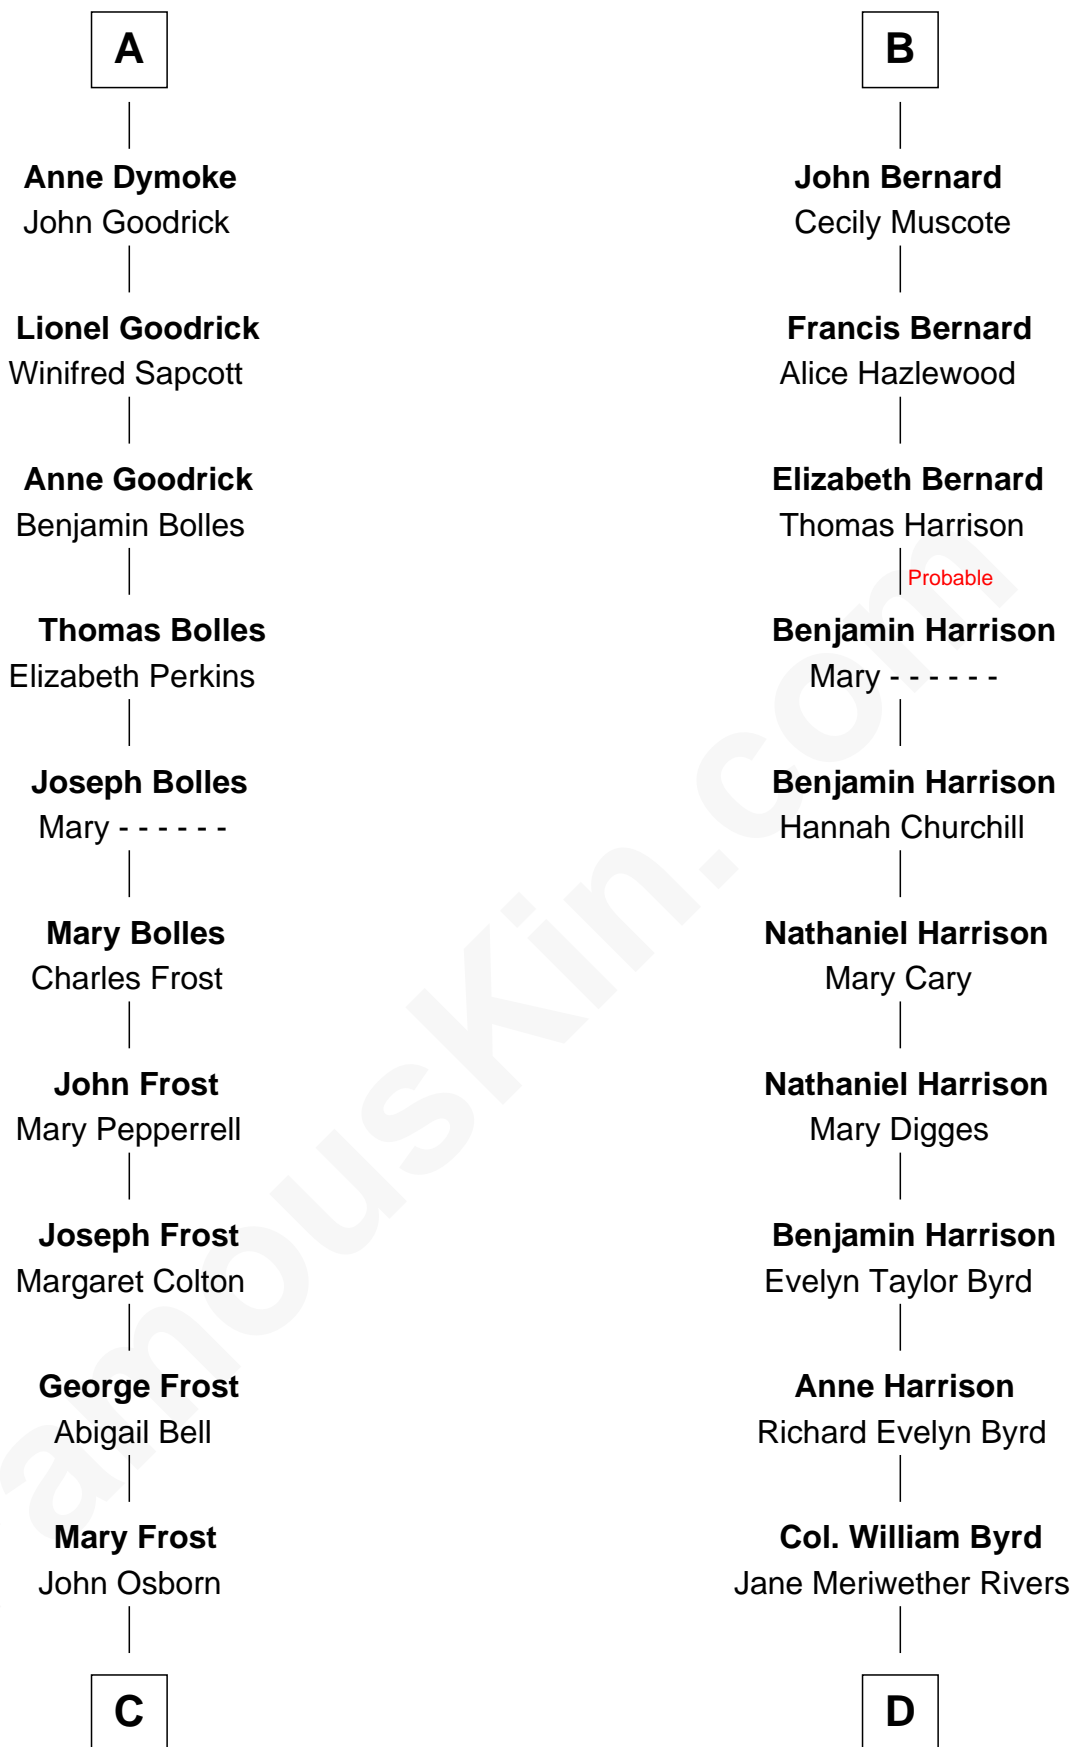 A
Anne Dymoke
John Goodrick
Lionel Goodrick
Winifred Sapcott
Anne Goodrick
Benjamin Bolles
Thomas Bolles
Elizabeth Perkins
Joseph Bolles
Mary - - - - - -
Mary Bolles
Charles Frost
John Frost
Mary Pepperrell
Joseph Frost
Margaret Colton
George Frost
Abigail Bell
Mary Frost
John Osborn
C
B
John Bernard
Cecily Muscote
Francis Bernard
Alice Hazlewood
Elizabeth Bernard
Thomas Harrison
Probable
Benjamin Harrison
Mary - - - - - -
Benjamin Harrison
Hannah Churchill
Nathaniel Harrison
Mary Cary
Nathaniel Harrison
Mary Digges
Benjamin Harrison
Evelyn Taylor Byrd
Anne Harrison
Richard Evelyn Byrd
Col. William Byrd
Jane Meriwether Rivers
D
amousKin.com